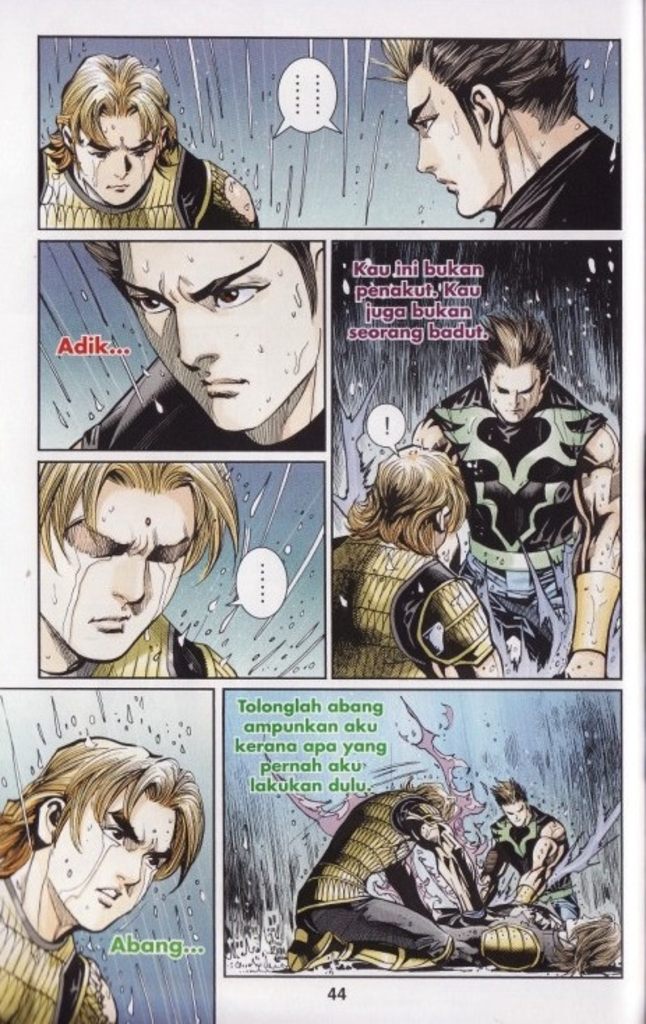 ......
Adik...
Kau ini bukan
penakut. Kau
juga bukan
seorang badut.
!
.....
Abang...
Tolonglah abang
ampunkan aku
kerana apa yang
pernah aku
lakukan dulu.
44